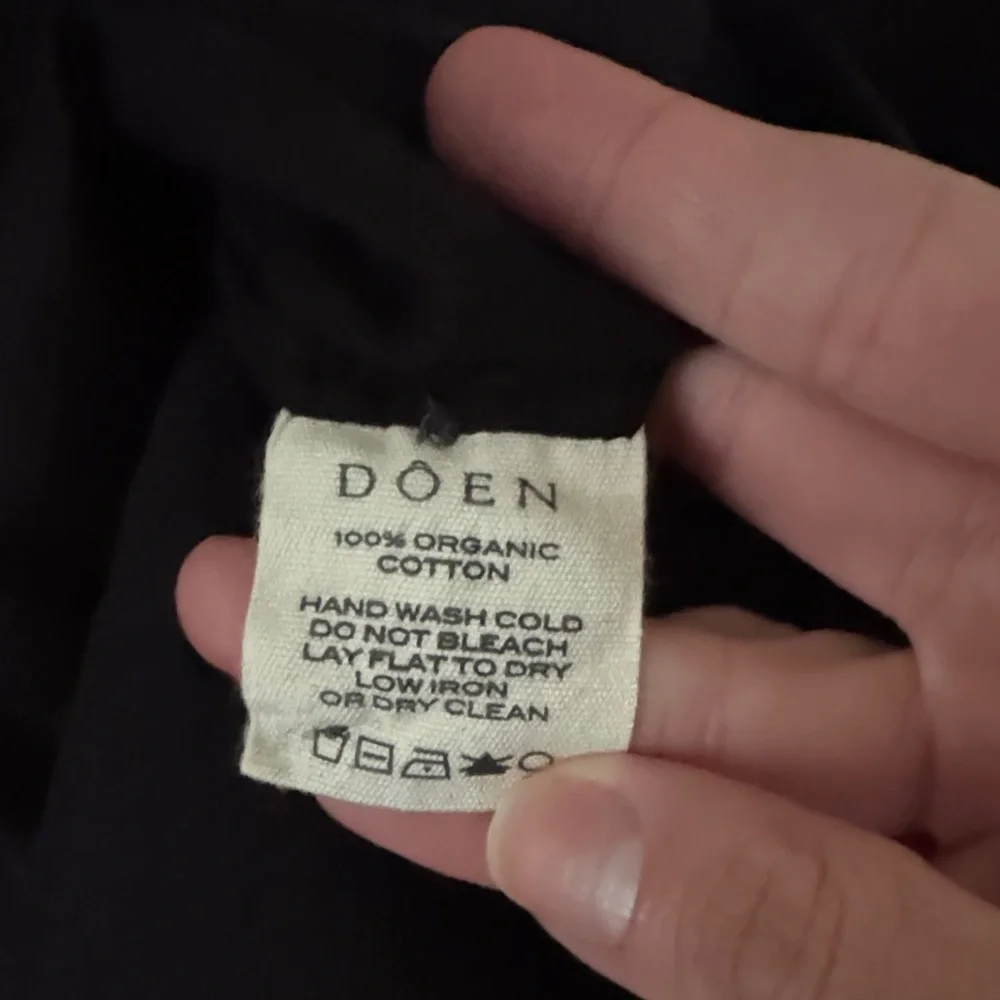 DÔEN
100% ORGANIC
COTTON
HAND WASH COLD
DO NOT BLEACH
LAY FLAT TO DRY
LOW IRON
OR DRY CLEAN